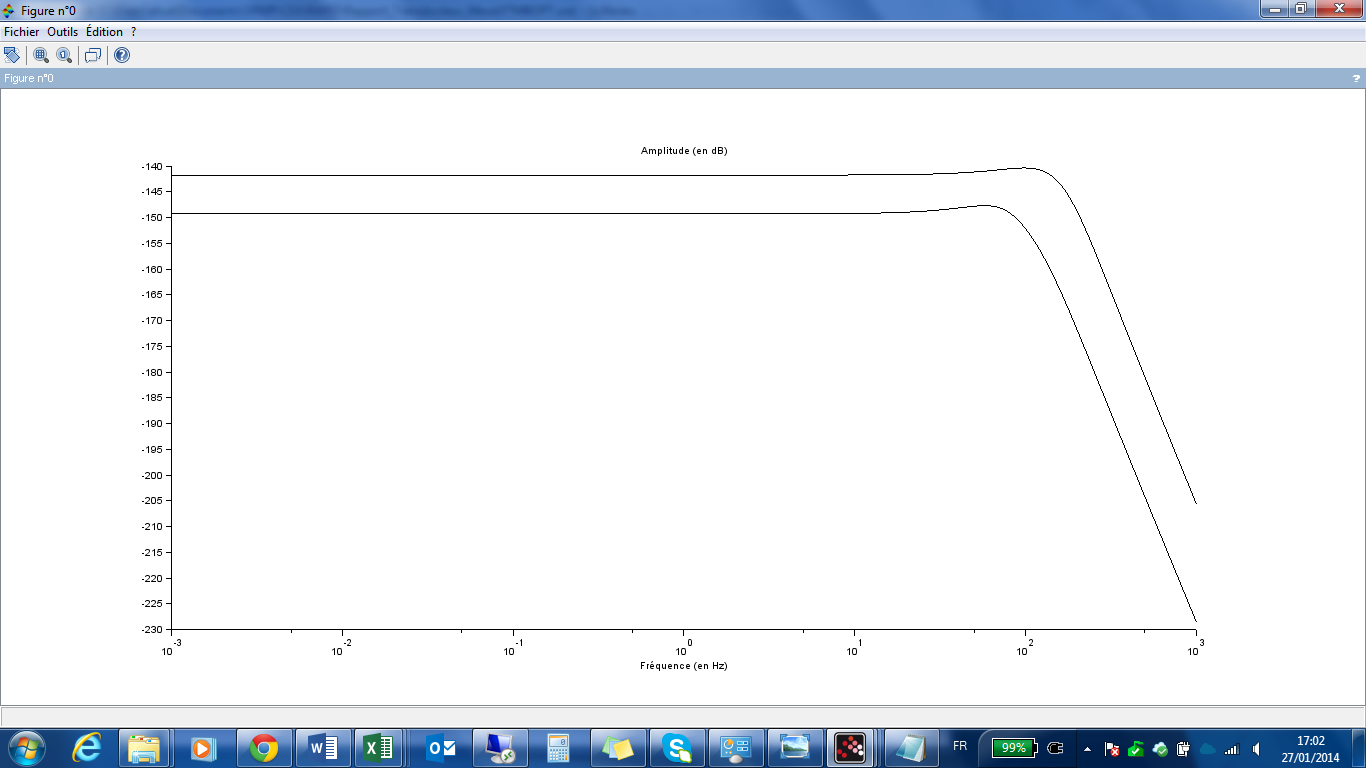 Figure n°0
Fichier Outils Édition ?
Figure n°0 ?
Amplitude (en dB)
-140
-145
-150
-155
-160
-165
-170
-175
-180
-185
-190
-195
-200
-205
-210
-215
-220
-225
-230
10 -3 10 -2 10 -1 10 0 10 1 10 2 10 3
Fréquence (en Hz)
FR 99% 17:02
27/01/2014